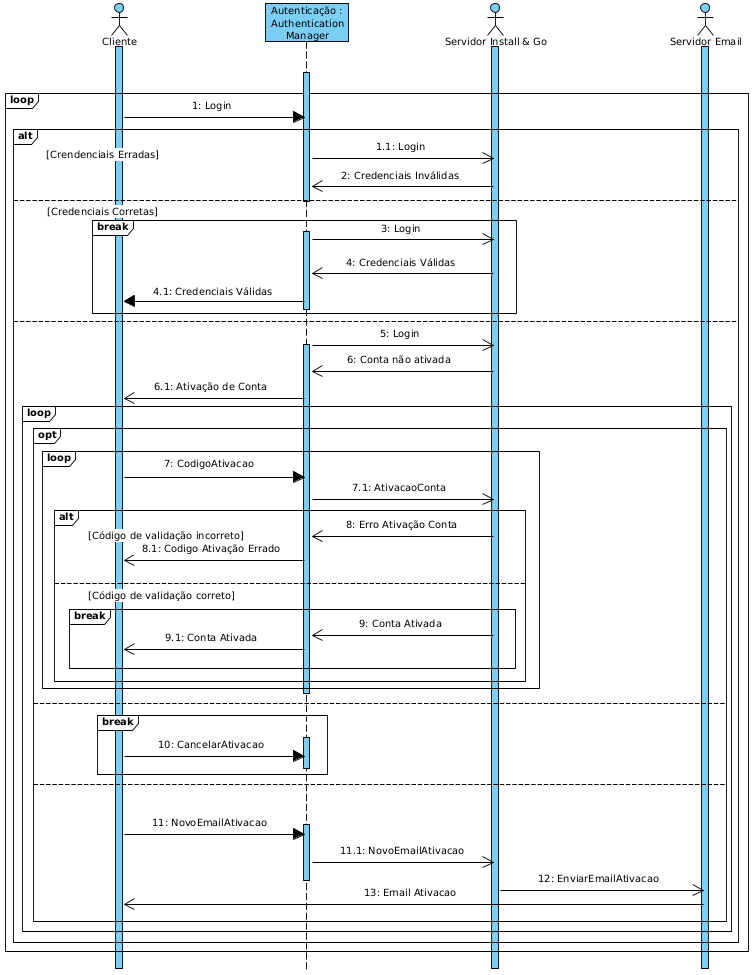 Cliente
Autenticação :
Authentication
Manager
Servidor Install & Go
Servidor Email
loop
1: Login
alt
[Crendenciais Erradas]
1.1: Login
2: Credenciais Inválidas
[Credenciais Corretas]
break
3: Login
4: Credenciais Válidas
4.1: Credenciais Válidas
5: Login
6: Conta não ativada
6.1: Ativação de Conta
loop
opt
loop
7: CodigoAtivacao
7.1: AtivacaoConta
alt
8: Erro Ativação Conta
[Código de validação incorreto]
8.1: Codigo Ativação Errado
[Código de validação correto]
break
9: Conta Ativada
9.1: Conta Ativada
break
10: CancelarAtivacao
11: NovoEmailAtivacao
11.1: NovoEmailAtivacao
12: EnviarEmailAtivacao
13: Email Ativacao